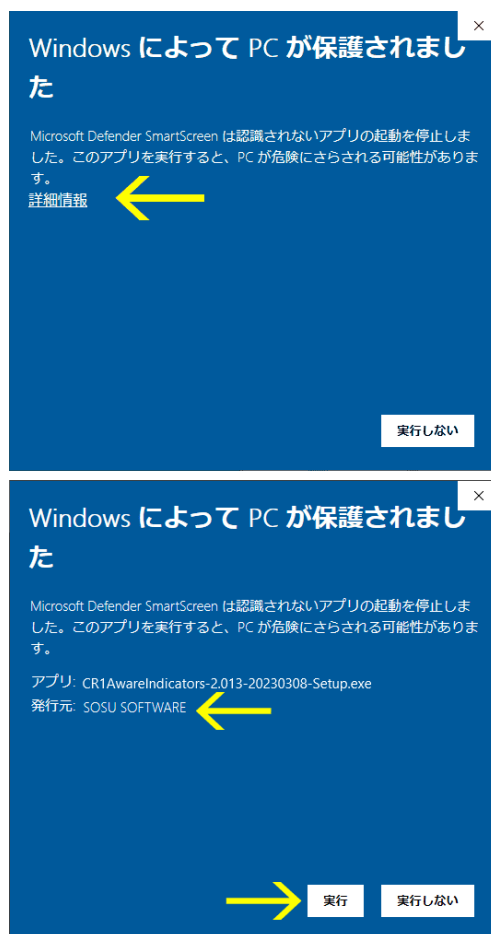 Windows によって PC が保護されまし
た
Microsoft Defender SmartScreen は認識されないアプリの起動を停止しま
した。このアプリを実行すると、PC が危険にさらされる可能性がありま
す。
詳細情報
実行しない
Windows によって PC が保護されまし
た
Microsoft Defender SmartScreen は認識されないアプリの起動を停止しま
した。このアプリを実行すると、PC が危険にさらされる可能性がありま
す。
アプリ: CR1AwareIndicators-2.013-20230308-Setup.exe
発行元: SOSU SOFTWARE
実行 実行しない